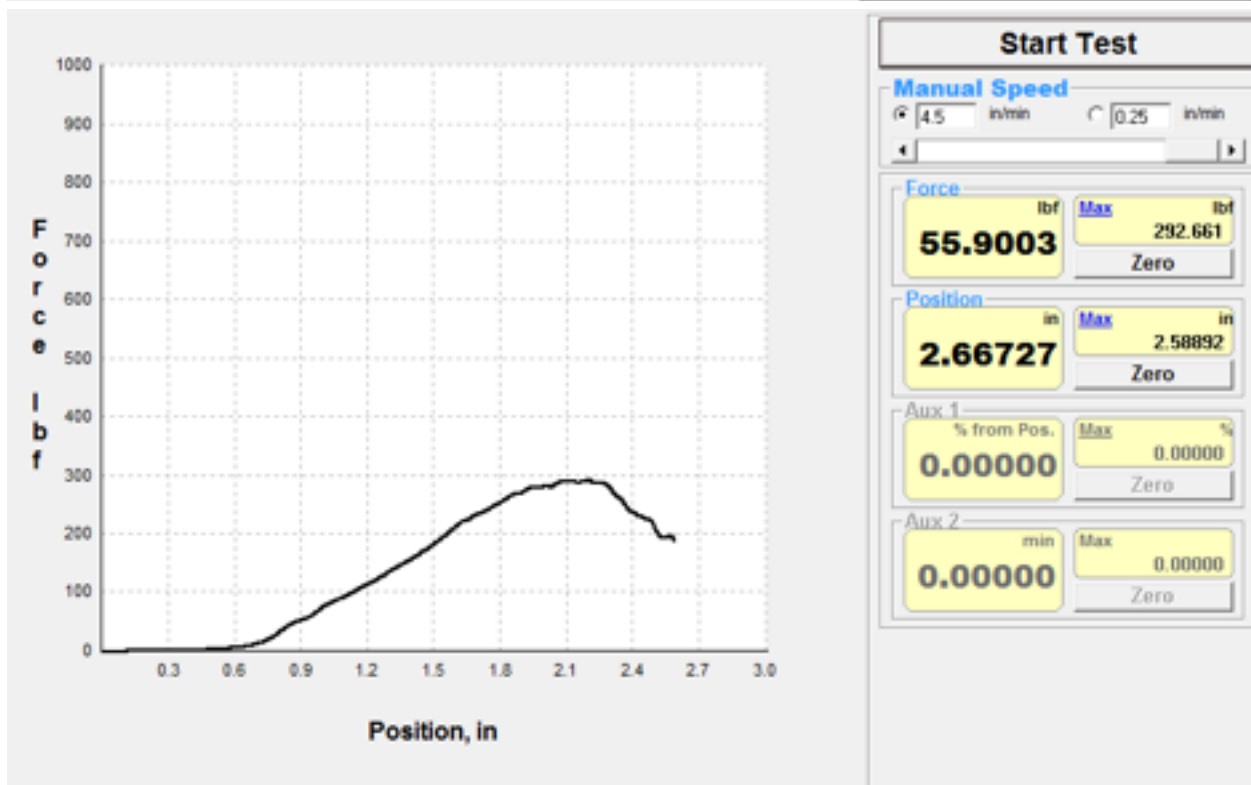 1000
900
800
700
600
500
400
300
200
100
0
Force lbf
0.3 0.6 0.9 1.2 1.5 1.8 2.1 2.4 2.7 3.0
Position, in
Start Test
Manual Speed
4.5 in/min 0.25 in/min
Force
lbf Max lbf
55.9003 292.661
Zero
Position
in Max in
2.66727 2.58892
Zero
Aux 1
% from Pos. Max %
0.00000 0.00000
Zero
Aux 2
min Max
0.00000 0.00000
Zero